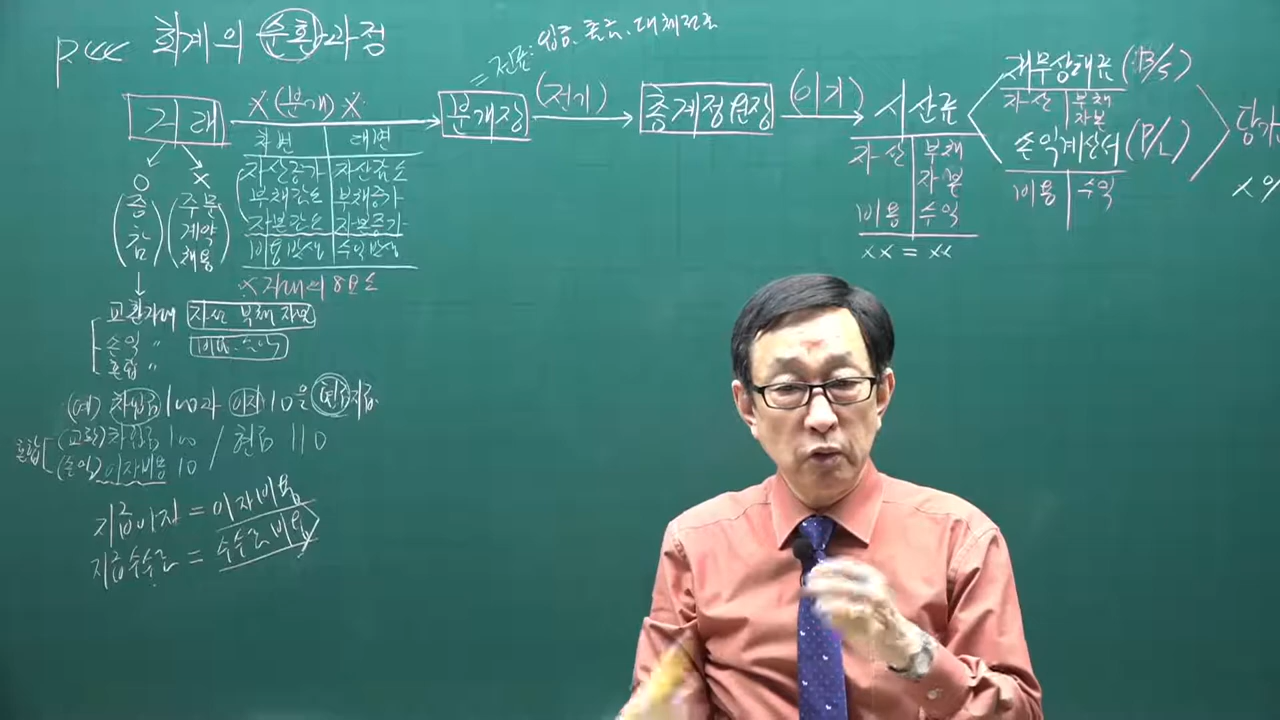 P.<< 회계의 순환과정
= 전표: 입금, 출금, 대체전표
거래 ※(분개)※ 분개장 (전기) 총계정원장 (이기) 시산표
재무상태표 (B/S)
자산 부채
자본
손익계산서 (P/L)
비용 수익
차변 대변
자산증가 자산감소
부채감소 부채증가
자본감소 자본증가
비용발생 수익발생
※ 거래의 8요소
자산 부채
자본
비용 수익
×× = ××
○ ×
(증 감)
(주문 계약 채용)
교환거래 자산 부채 자본
손익 〃 비용·수익
혼합 〃
(예) 차입금 100과 이자 10을 현금지급
혼합
(교환) 차입금 100 / 현금 110
(손익) 이자비용 10
지급이자 = 이자비용
지급수수료 = 수수료비용